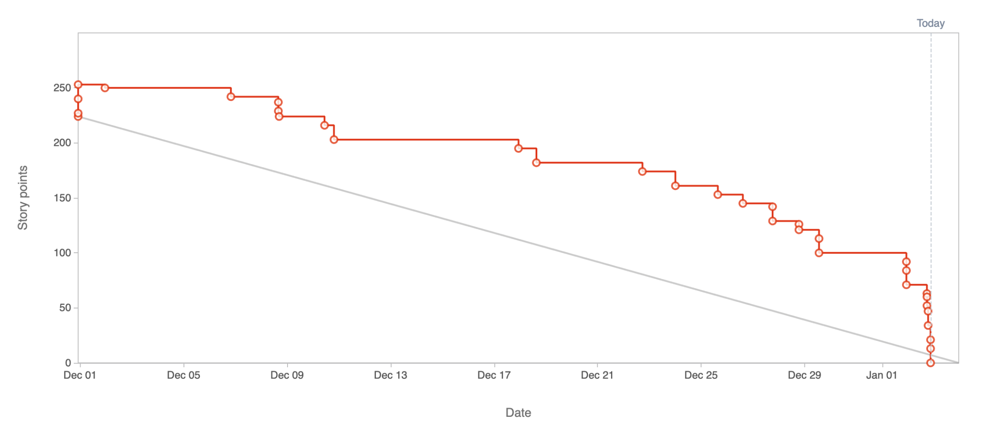 Today
250
200
150
100
50
0
Story points
Dec 01 Dec 05 Dec 09 Dec 13 Dec 17 Dec 21 Dec 25 Dec 29 Jan 01
Date